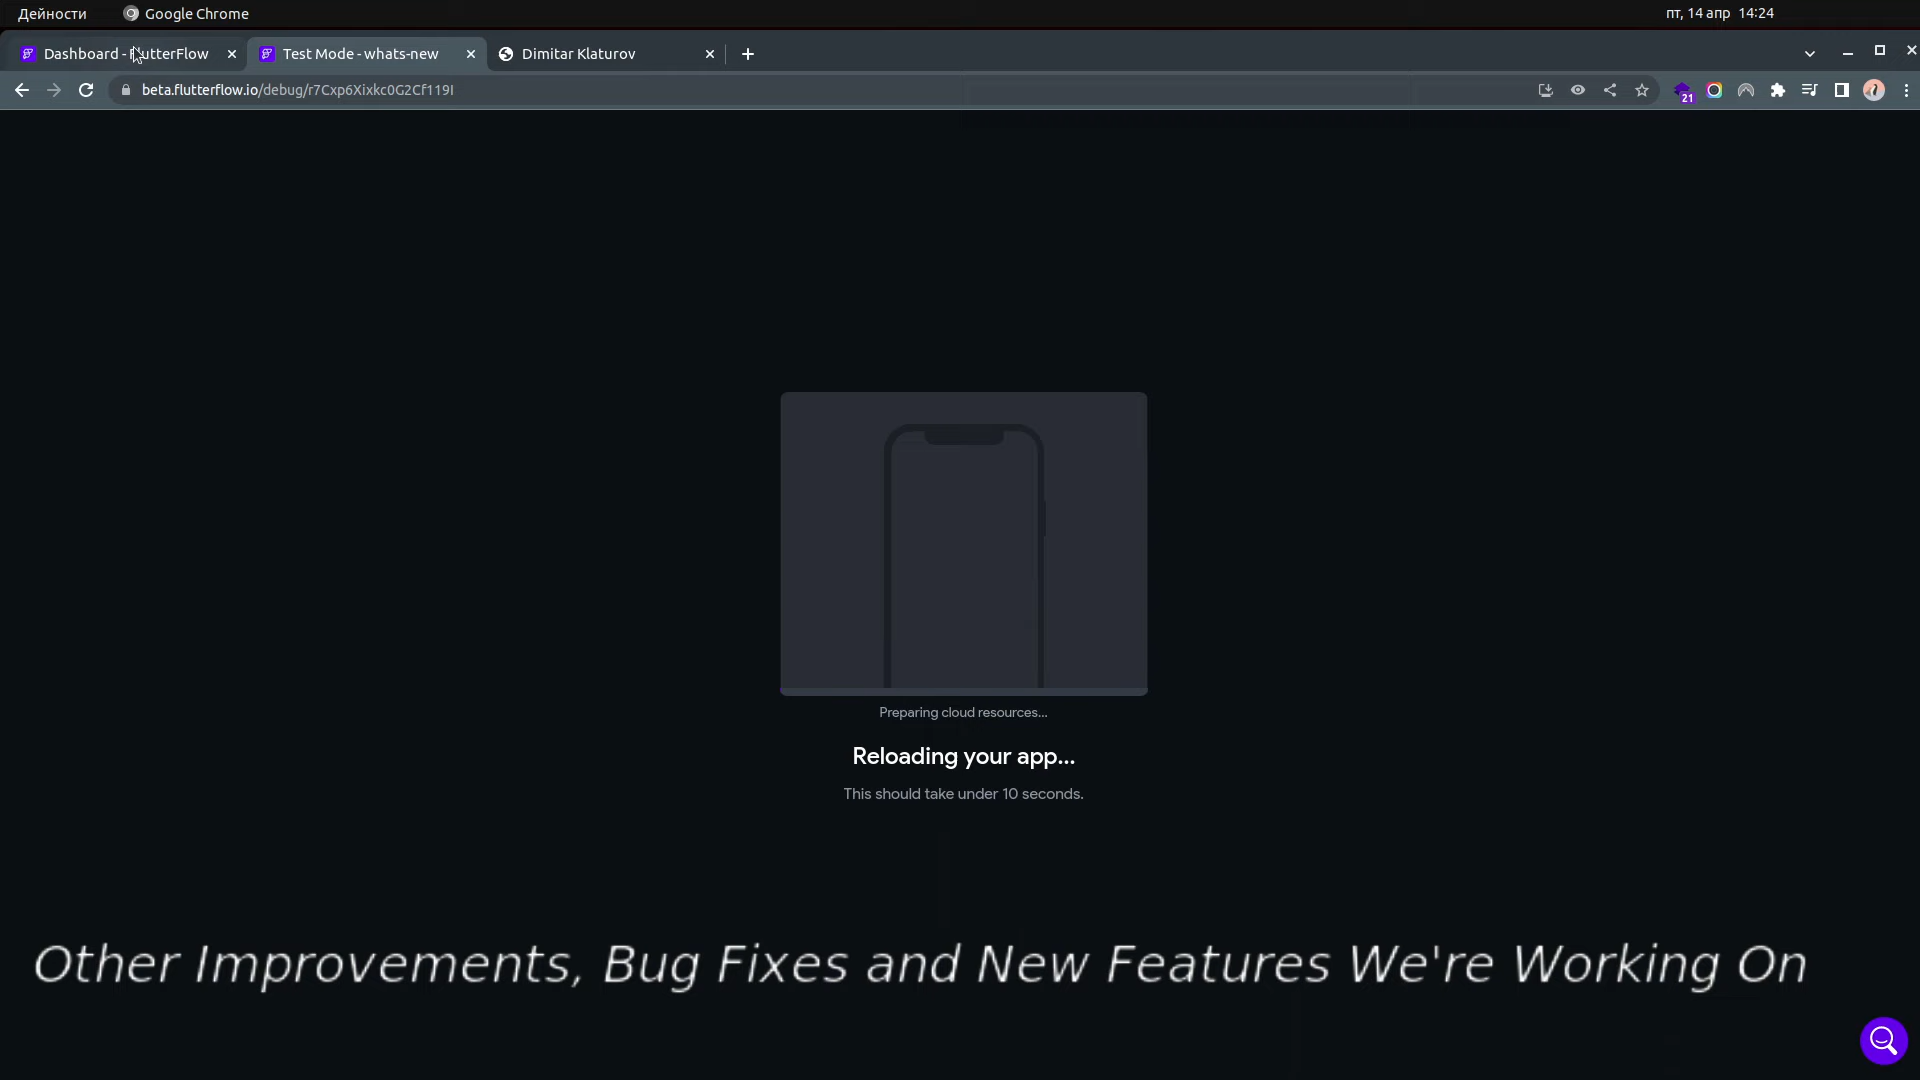 Дейности
Google Chrome
пт, 14 апр 14:24
Dashboard - FlutterFlow
Test Mode - whats-new
Dimitar Klaturov
beta.flutterflow.io/debug/r7Cxp6Xixkc0G2Cf119I
21
Preparing cloud resources...
Reloading your app...
This should take under 10 seconds.
Other Improvements, Bug Fixes and New Features We're Working On